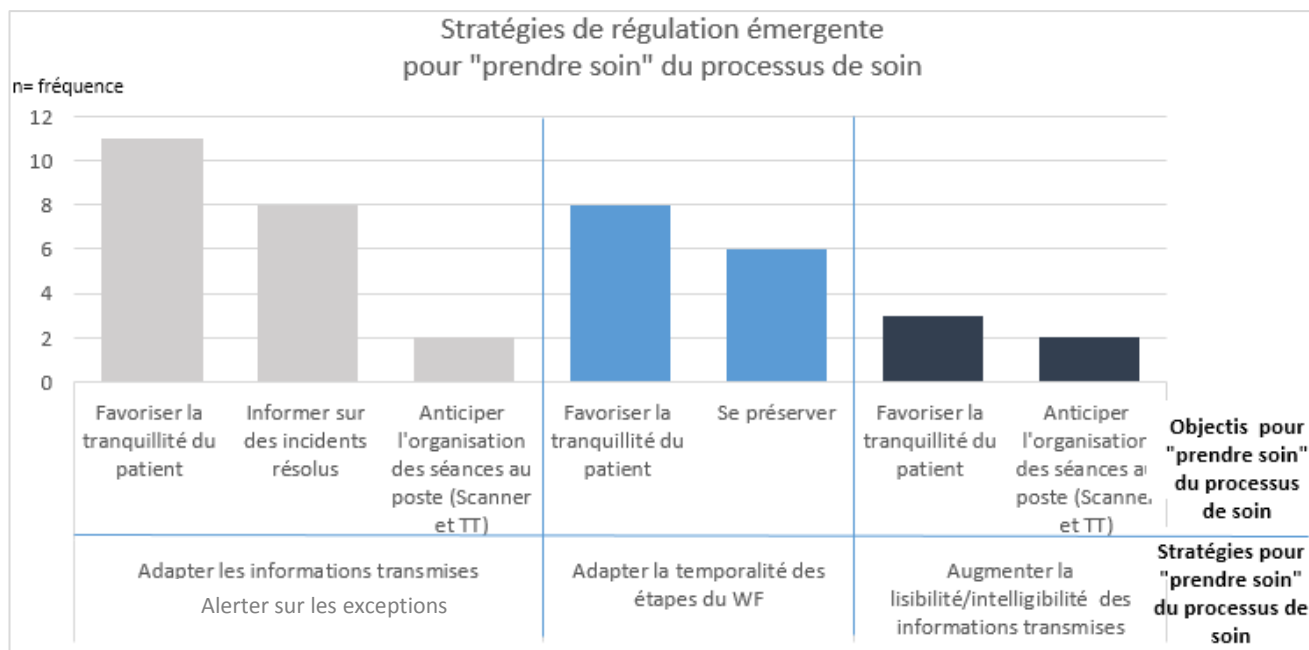 Stratégies de régulation émergente
pour "prendre soin" du processus de soin
n= fréquence
12
10
8
6
4
2
0
Favoriser la
tranquillité du
patient
Informer sur
des incidents
résolus
Anticiper
l'organisation
des séances au
poste (Scanner
et TT)
Favoriser la
tranquillité du
patient
Se préserver
Favoriser la
tranquillité du
patient
Anticiper
l'organisation
des séances au
poste (Scanner
et TT)
Objectis pour
"prendre soin"
du processus
de soin
Adapter les informations transmises
Alerter sur les exceptions
Adapter la temporalité des
étapes du WF
Augmenter la
lisibilité/intelligibilité des
informations transmises
Stratégies pour
"prendre soin"
du processus de
soin